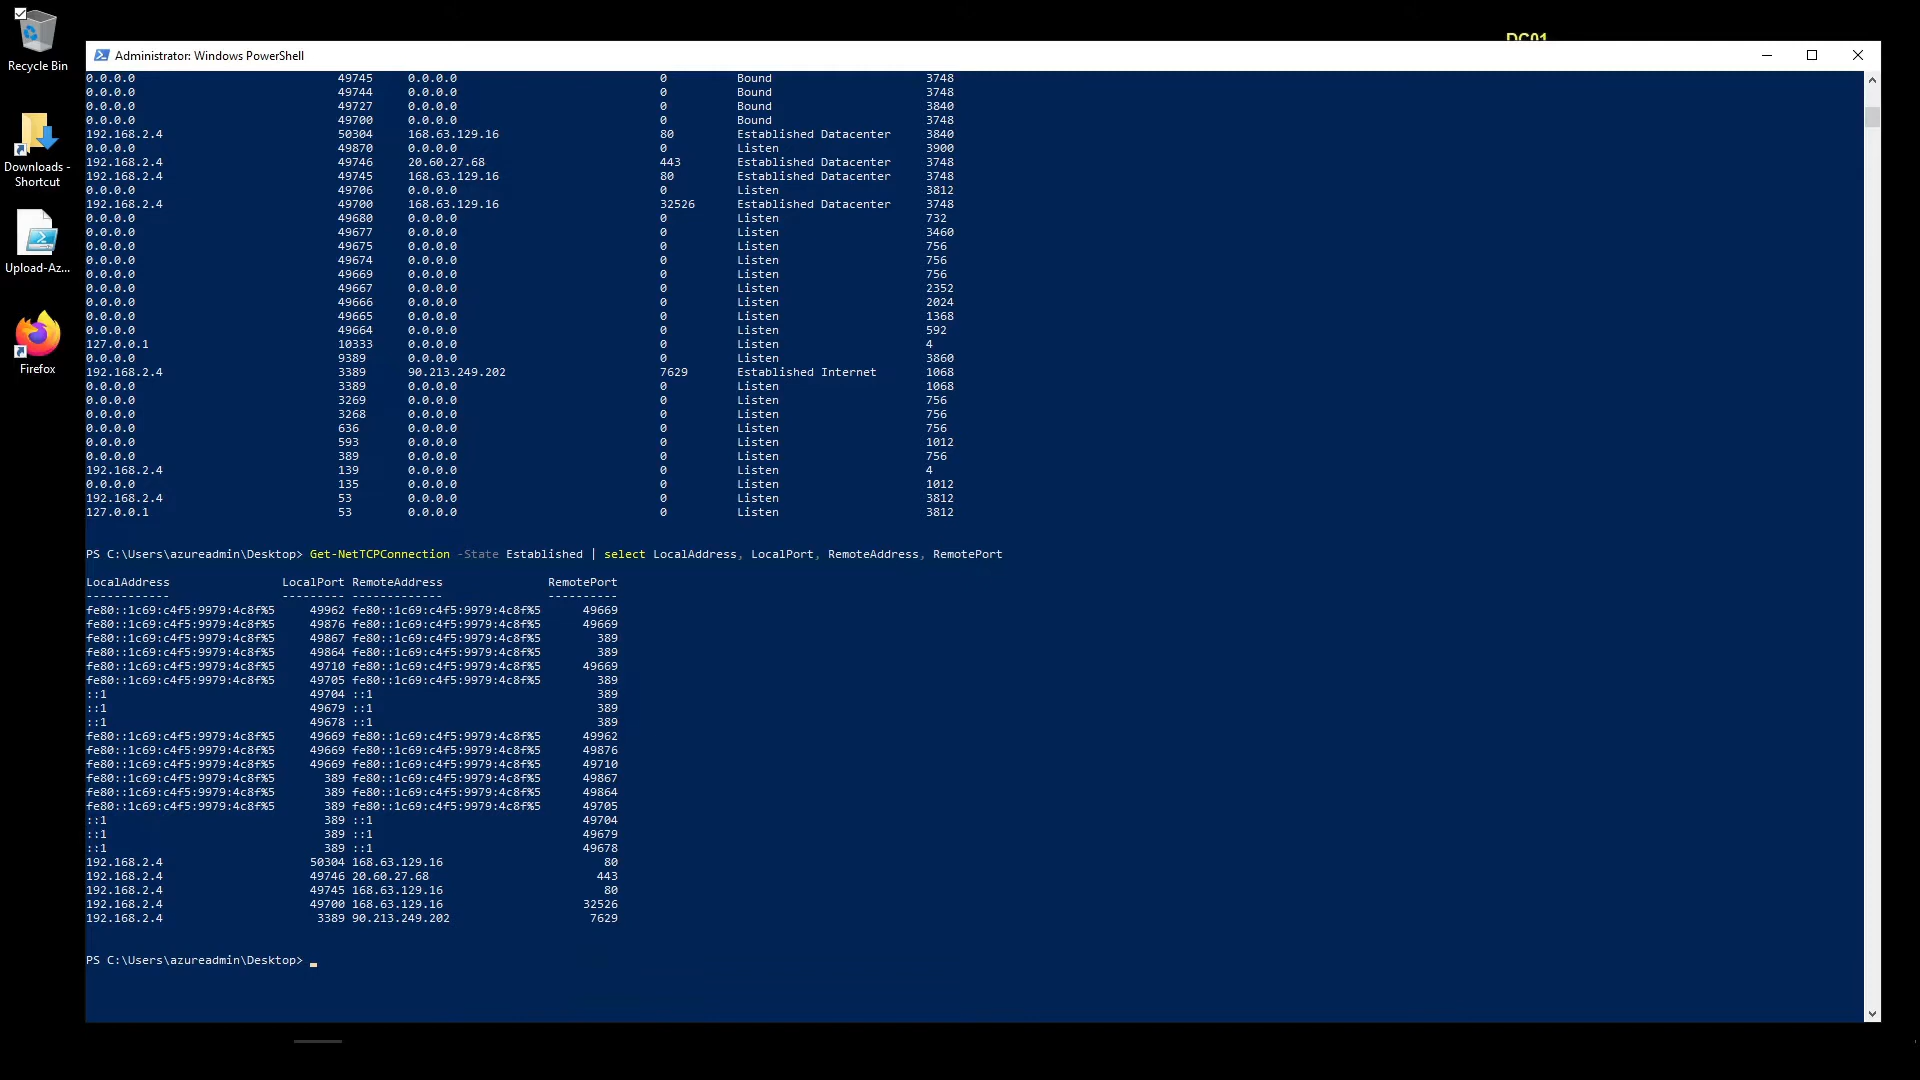 Recycle Bin
Downloads -
Shortcut
Upload-Az...
Firefox
DC01
Administrator: Windows PowerShell
0.0.0.0 49745 0.0.0.0 0 Bound 3748
0.0.0.0 49744 0.0.0.0 0 Bound 3748
0.0.0.0 49727 0.0.0.0 0 Bound 3840
0.0.0.0 49700 0.0.0.0 0 Bound 3748
192.168.2.4 50304 168.63.129.16 80 Established Datacenter 3840
0.0.0.0 49870 0.0.0.0 0 Listen 3900
192.168.2.4 49746 20.60.27.68 443 Established Datacenter 3748
192.168.2.4 49745 168.63.129.16 80 Established Datacenter 3748
0.0.0.0 49706 0.0.0.0 0 Listen 3812
192.168.2.4 49700 168.63.129.16 32526 Established Datacenter 3748
0.0.0.0 49680 0.0.0.0 0 Listen 732
0.0.0.0 49677 0.0.0.0 0 Listen 3460
0.0.0.0 49675 0.0.0.0 0 Listen 756
0.0.0.0 49674 0.0.0.0 0 Listen 756
0.0.0.0 49669 0.0.0.0 0 Listen 756
0.0.0.0 49667 0.0.0.0 0 Listen 2352
0.0.0.0 49666 0.0.0.0 0 Listen 2024
0.0.0.0 49665 0.0.0.0 0 Listen 1368
0.0.0.0 49664 0.0.0.0 0 Listen 592
127.0.0.1 10333 0.0.0.0 0 Listen 4
0.0.0.0 9389 0.0.0.0 0 Listen 3860
192.168.2.4 3389 90.213.249.202 7629 Established Internet 1068
0.0.0.0 3389 0.0.0.0 0 Listen 1068
0.0.0.0 3269 0.0.0.0 0 Listen 756
0.0.0.0 3268 0.0.0.0 0 Listen 756
0.0.0.0 636 0.0.0.0 0 Listen 756
0.0.0.0 593 0.0.0.0 0 Listen 1012
0.0.0.0 389 0.0.0.0 0 Listen 756
192.168.2.4 139 0.0.0.0 0 Listen 4
0.0.0.0 135 0.0.0.0 0 Listen 1012
192.168.2.4 53 0.0.0.0 0 Listen 3812
127.0.0.1 53 0.0.0.0 0 Listen 3812
PS C:\Users\azureadmin\Desktop> Get-NetTCPConnection -State Established | select LocalAddress, LocalPort, RemoteAddress, RemotePort
LocalAddress LocalPort RemoteAddress RemotePort
------------ --------- ------------- ----------
fe80::1c69:c4f5:9979:4c8f%5 49962 fe80::1c69:c4f5:9979:4c8f%5 49669
fe80::1c69:c4f5:9979:4c8f%5 49876 fe80::1c69:c4f5:9979:4c8f%5 49669
fe80::1c69:c4f5:9979:4c8f%5 49867 fe80::1c69:c4f5:9979:4c8f%5 389
fe80::1c69:c4f5:9979:4c8f%5 49864 fe80::1c69:c4f5:9979:4c8f%5 389
fe80::1c69:c4f5:9979:4c8f%5 49710 fe80::1c69:c4f5:9979:4c8f%5 49669
fe80::1c69:c4f5:9979:4c8f%5 49705 fe80::1c69:c4f5:9979:4c8f%5 389
::1 49704 ::1 389
::1 49679 ::1 389
::1 49678 ::1 389
fe80::1c69:c4f5:9979:4c8f%5 49669 fe80::1c69:c4f5:9979:4c8f%5 49962
fe80::1c69:c4f5:9979:4c8f%5 49669 fe80::1c69:c4f5:9979:4c8f%5 49876
fe80::1c69:c4f5:9979:4c8f%5 49669 fe80::1c69:c4f5:9979:4c8f%5 49710
fe80::1c69:c4f5:9979:4c8f%5 389 fe80::1c69:c4f5:9979:4c8f%5 49867
fe80::1c69:c4f5:9979:4c8f%5 389 fe80::1c69:c4f5:9979:4c8f%5 49864
fe80::1c69:c4f5:9979:4c8f%5 389 fe80::1c69:c4f5:9979:4c8f%5 49705
::1 389 ::1 49704
::1 389 ::1 49679
::1 389 ::1 49678
192.168.2.4 50304 168.63.129.16 80
192.168.2.4 49746 20.60.27.68 443
192.168.2.4 49745 168.63.129.16 80
192.168.2.4 49700 168.63.129.16 32526
192.168.2.4 3389 90.213.249.202 7629
PS C:\Users\azureadmin\Desktop>